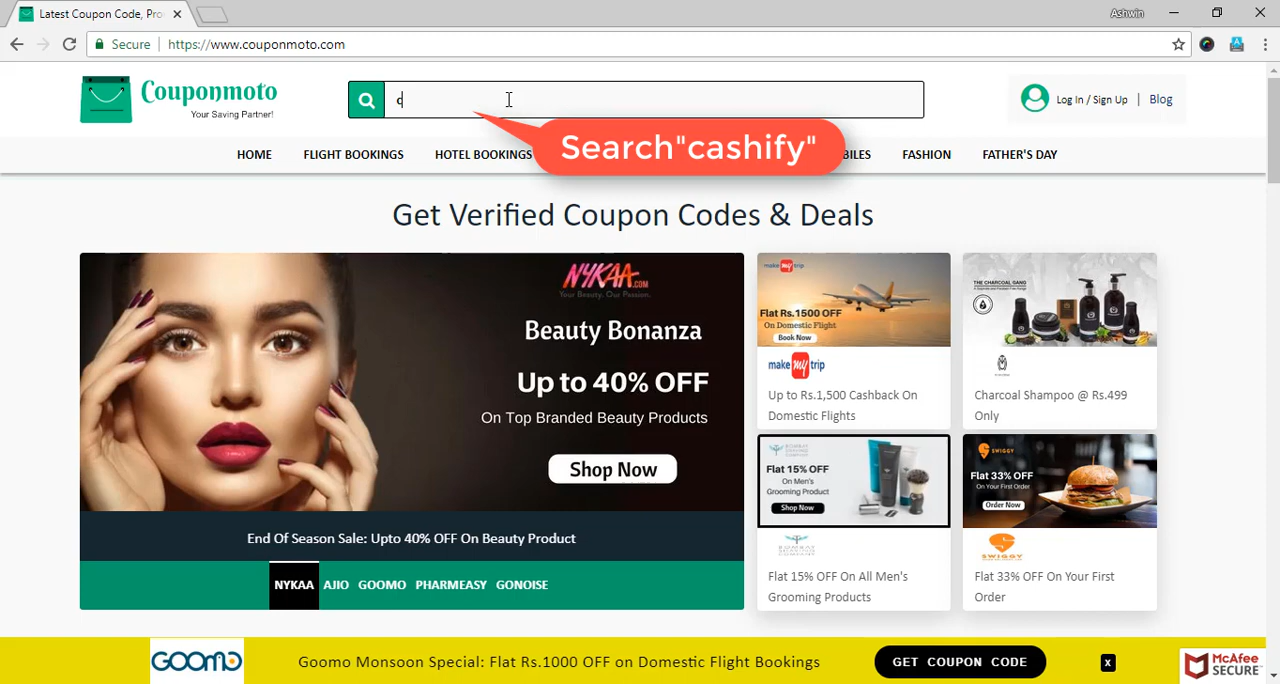 Latest Coupon Code, Pro
Ashwin
Secure
https://www.couponmoto.com
Couponmoto
Your Saving Partner!
c
Log In / Sign Up | Blog
Search"cashify"
HOME
FLIGHT BOOKINGS
HOTEL BOOKINGS
BILES
FASHION
FATHER'S DAY
Get Verified Coupon Codes & Deals
NYKAA.COM
Your Beauty. Our Passion.
Beauty Bonanza
Up to 40% OFF
On Top Branded Beauty Products
Shop Now
End Of Season Sale: Upto 40% OFF On Beauty Product
NYKAA
AJIO
GOOMO
PHARMEASY
GONOISE
make my trip
Flat Rs.1500 OFF
On Domestic Flight
Book Now
make my trip
Up to Rs.1,500 Cashback On
Domestic Flights
THE CHARCOAL GANG
Charcoal Shampoo @ Rs.499
Only
Flat 15% OFF
On Men's
Grooming Product
Shop Now
BOMBAY
SHAVING
COMPANY
Flat 15% OFF On All Men's
Grooming Products
SWIGGY
Flat 33% OFF
On Your First Order
Order Now
SWIGGY
Flat 33% OFF On Your First
Order
GOOMO
Goomo Monsoon Special: Flat Rs.1000 OFF on Domestic Flight Bookings
GET COUPON CODE
x
McAfee
SECURE